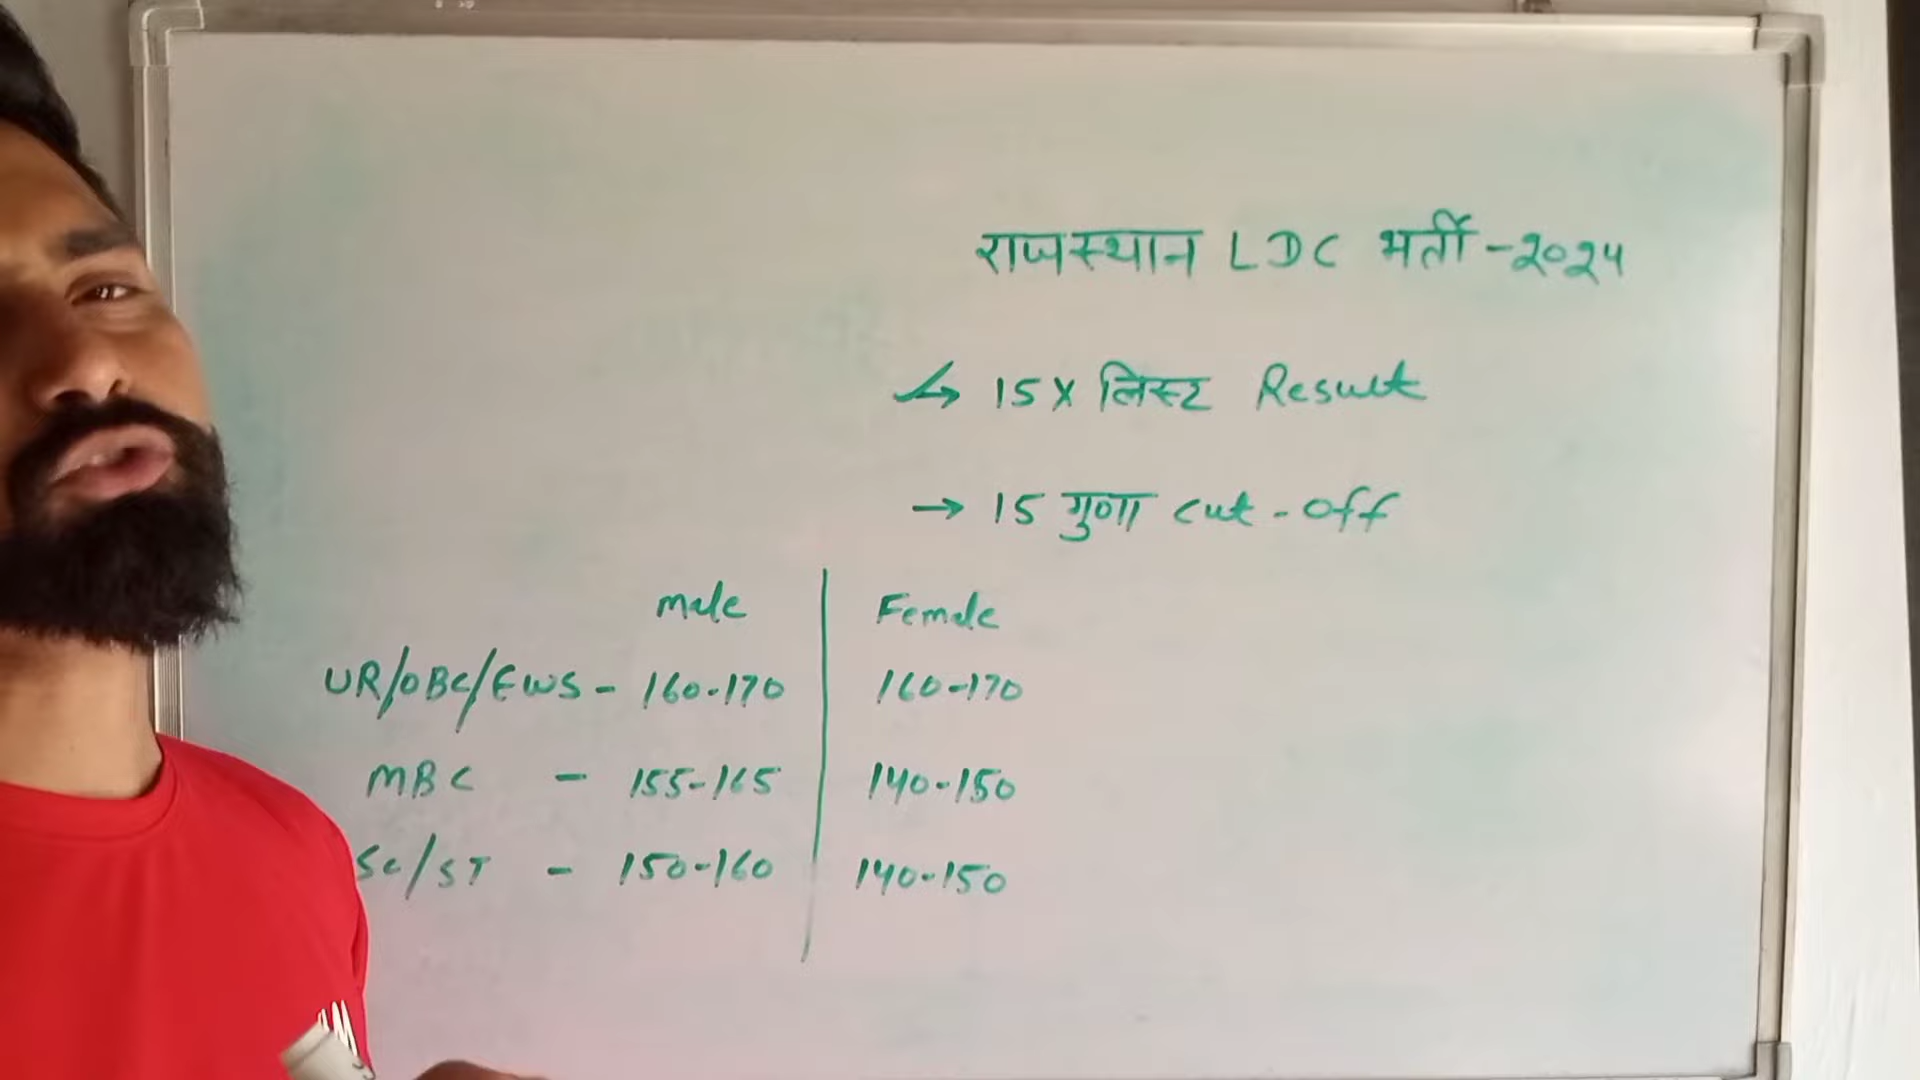 राजस्थान LDC भर्ती-2024
↳ 15X लिस्ट Result
→ 15 गुणा cut-off
male Female
UR/OBC/EWS - 160-170 160-170
MBC - 155-165 140-150
SC/ST - 150-160 140-150